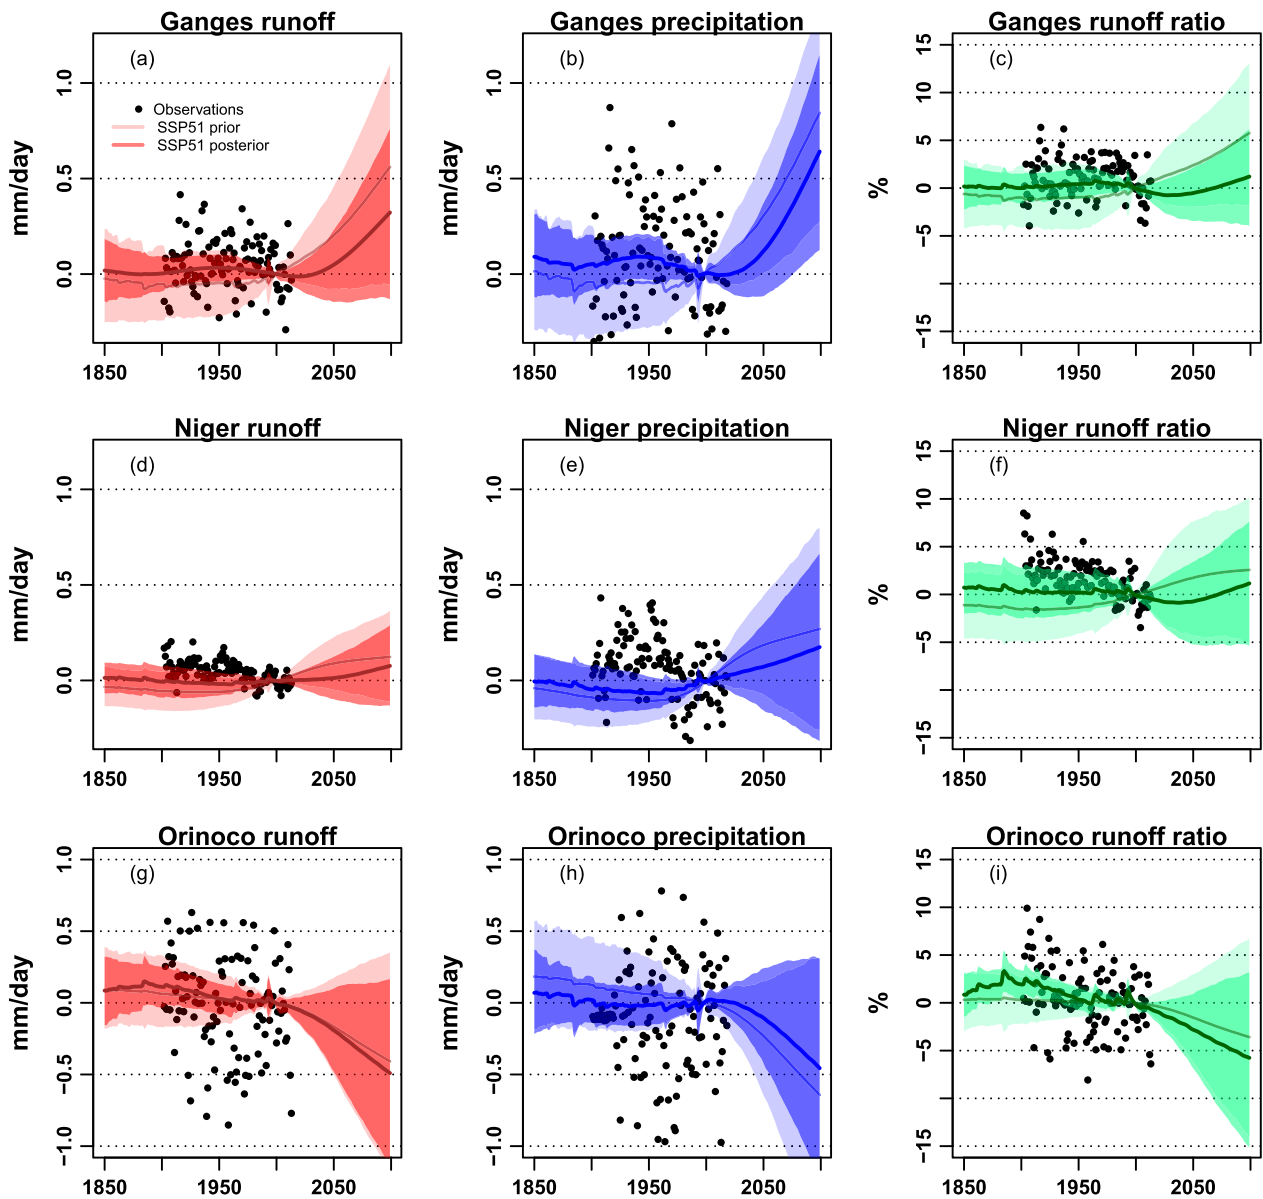 Ganges runoff
Ganges precipitation
Ganges runoff ratio
(a)
(b)
(c)
Observations
SSP51 prior
SSP51 posterior
mm/day
1.0
0.5
0.0
mm/day
1.0
0.5
0.0
%
15
10
5
0
−5
−15
1850 1950 2050
1850 1950 2050
1850 1950 2050
Niger runoff
Niger precipitation
Niger runoff ratio
(d)
(e)
(f)
mm/day
1.0
0.5
0.0
mm/day
1.0
0.5
0.0
%
15
10
5
0
−5
−15
1850 1950 2050
1850 1950 2050
1850 1950 2050
Orinoco runoff
Orinoco precipitation
Orinoco runoff ratio
(g)
(h)
(i)
mm/day
1.0
0.5
0.0
−0.5
−1.0
mm/day
1.0
0.5
0.0
−0.5
−1.0
%
15
10
5
0
−5
−15
1850 1950 2050
1850 1950 2050
1850 1950 2050